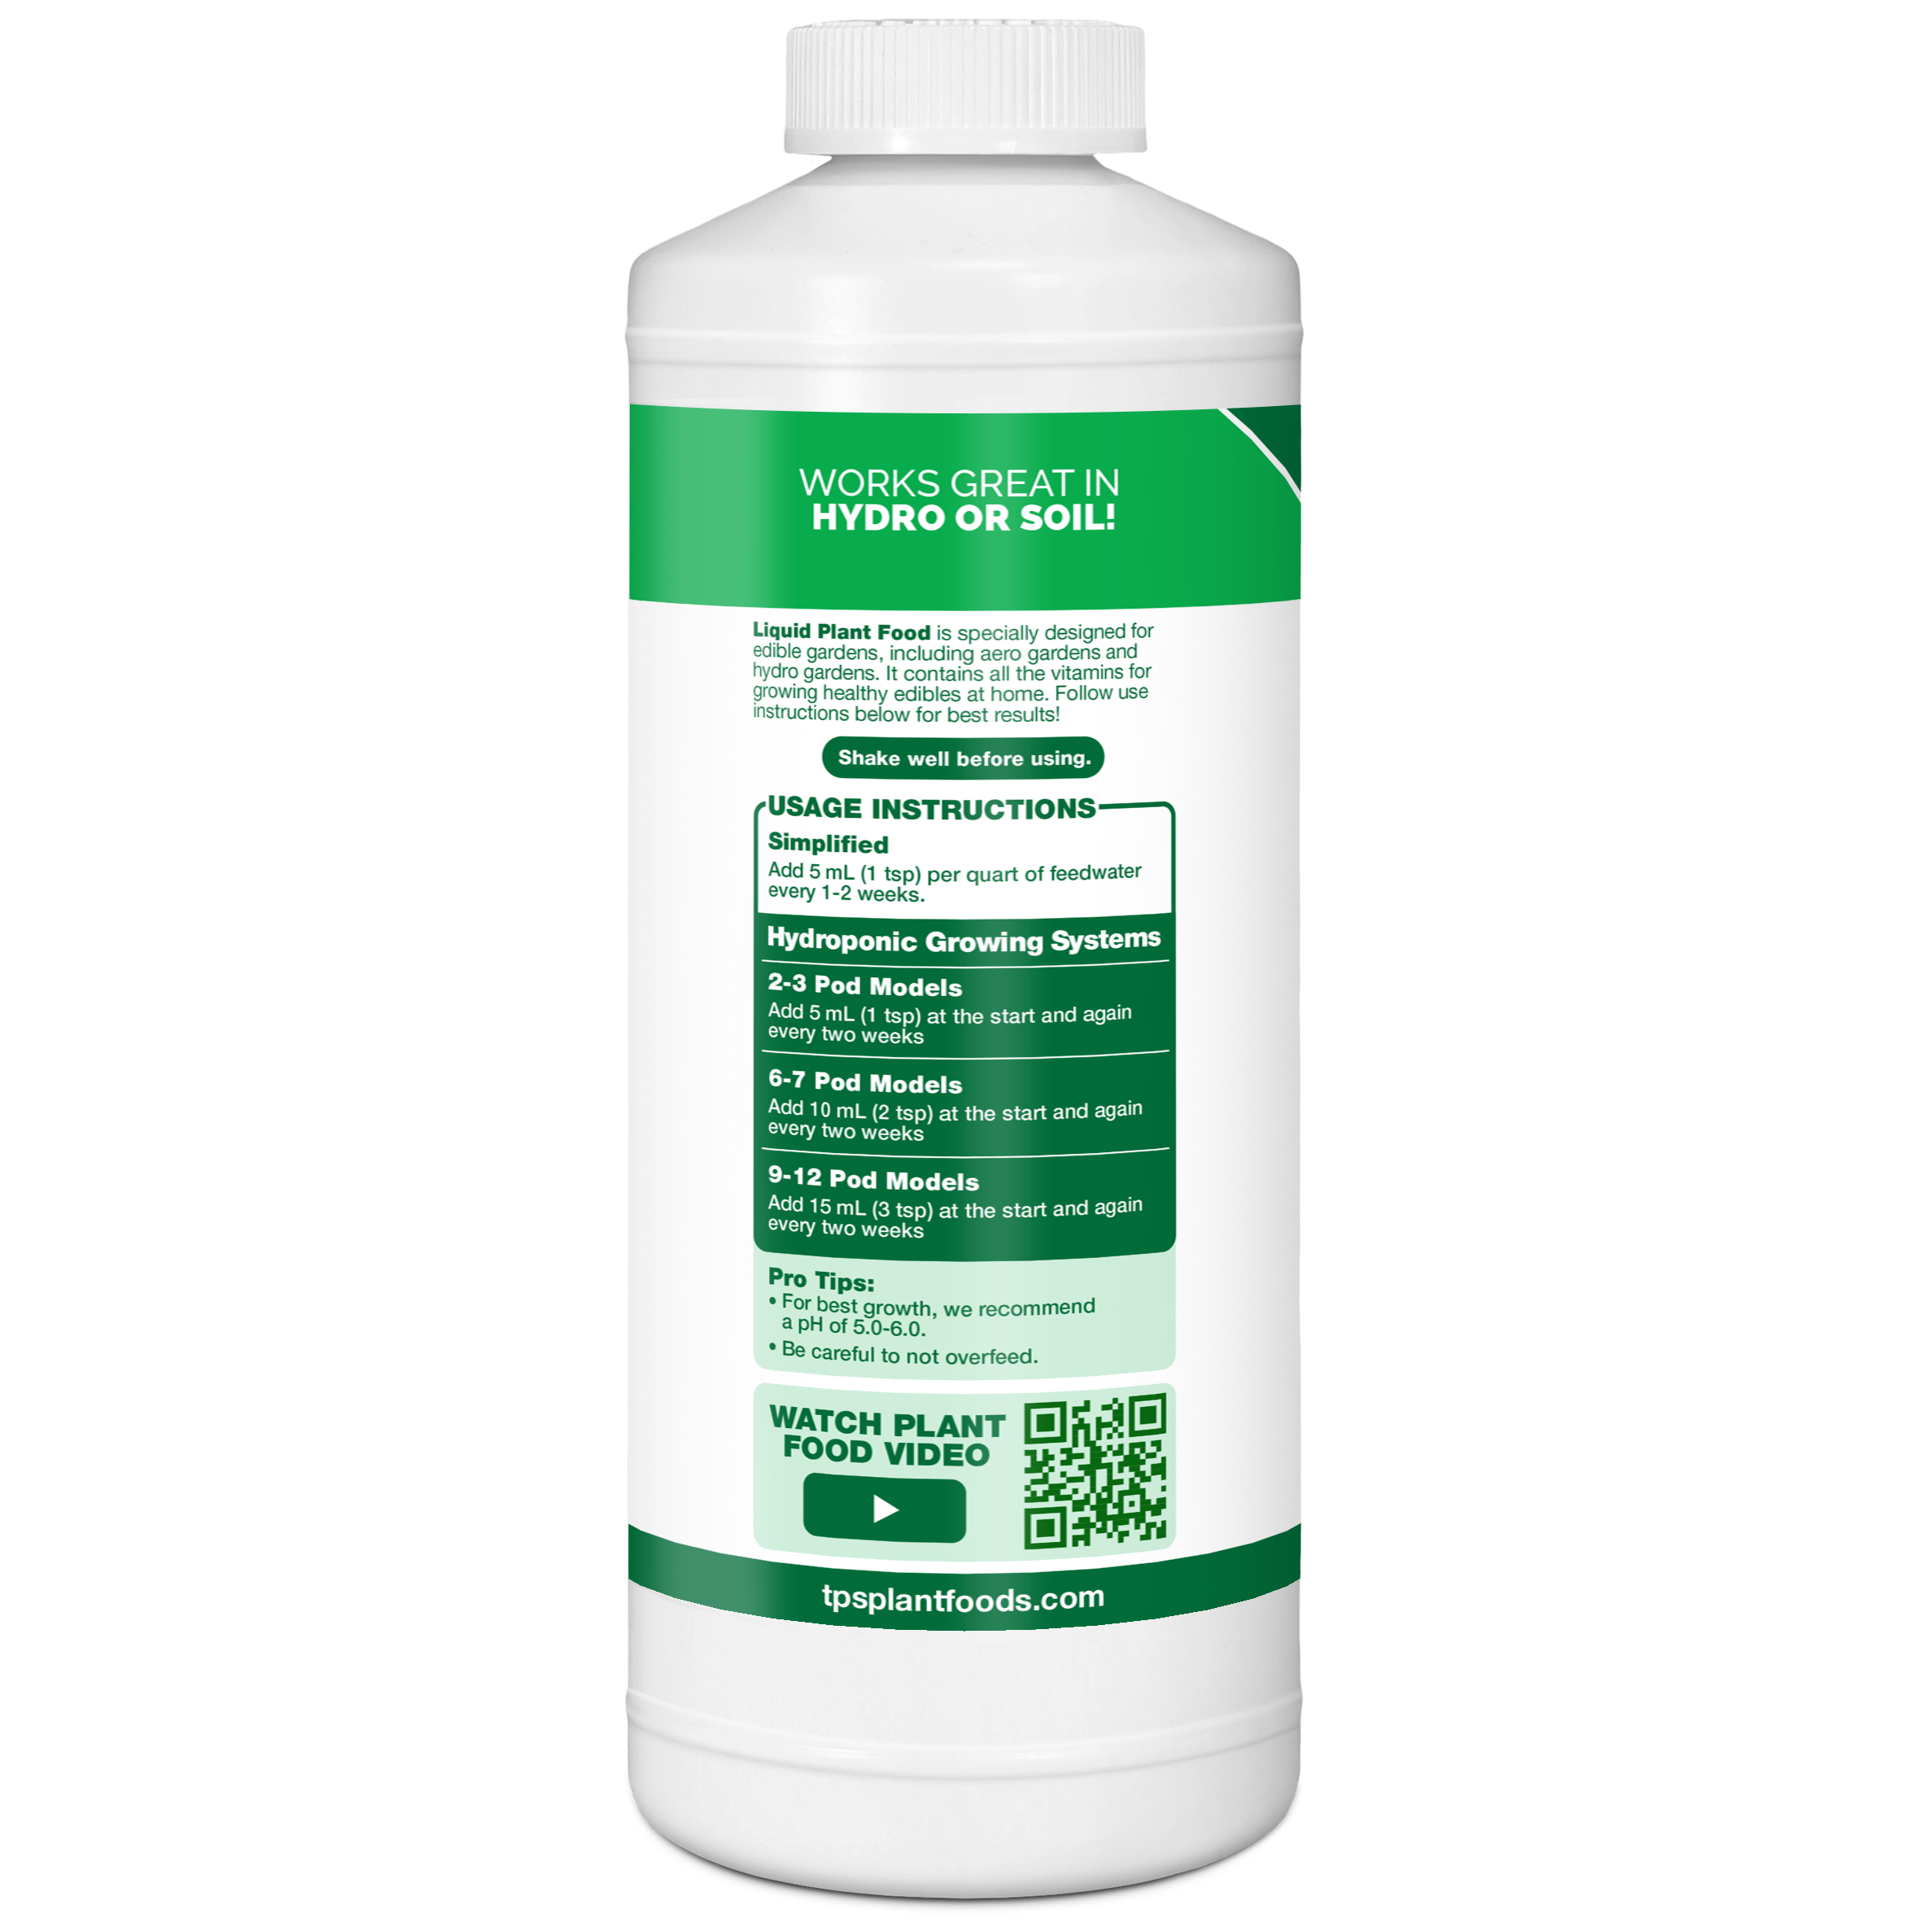 WORKS GREAT IN
HYDRO OR SOIL!
Liquid Plant Food is specially designed for
edible gardens, including aero gardens and
hydro gardens. It contains all the vitamins for
growing healthy edibles at home. Follow use
instructions below for best results!
Shake well before using.
USAGE INSTRUCTIONS
Simplified
Add 5 mL (1 tsp) per quart of feedwater
every 1-2 weeks.
Hydroponic Growing Systems
2-3 Pod Models
Add 5 mL (1 tsp) at the start and again
every two weeks
6-7 Pod Models
Add 10 mL (2 tsp) at the start and again
every two weeks
9-12 Pod Models
Add 15 mL (3 tsp) at the start and again
every two weeks
Pro Tips:
• For best growth, we recommend
a pH of 5.0-6.0.
• Be careful to not overfeed.
WATCH PLANT
FOOD VIDEO
tpsplantfoods.com